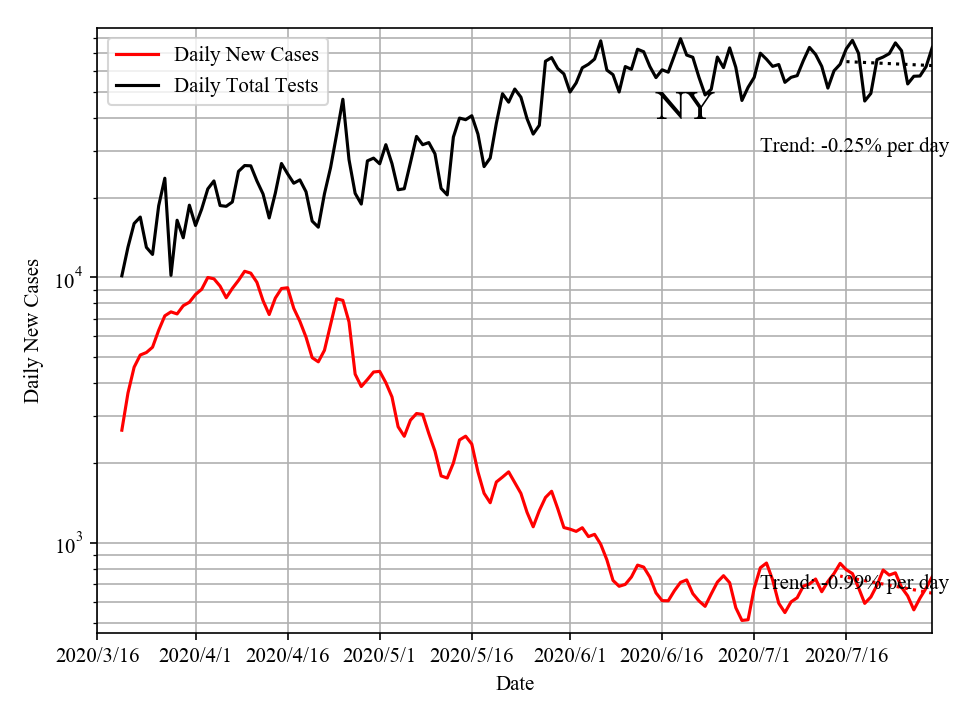 Daily New Cases
Daily Total Tests
NY
Trend: -0.25% per day
10^4
Daily New Cases
10^3
Trend: -0.99% per day
2020/3/16 2020/4/1 2020/4/16 2020/5/1 2020/5/16 2020/6/1 2020/6/16 2020/7/1 2020/7/16
Date